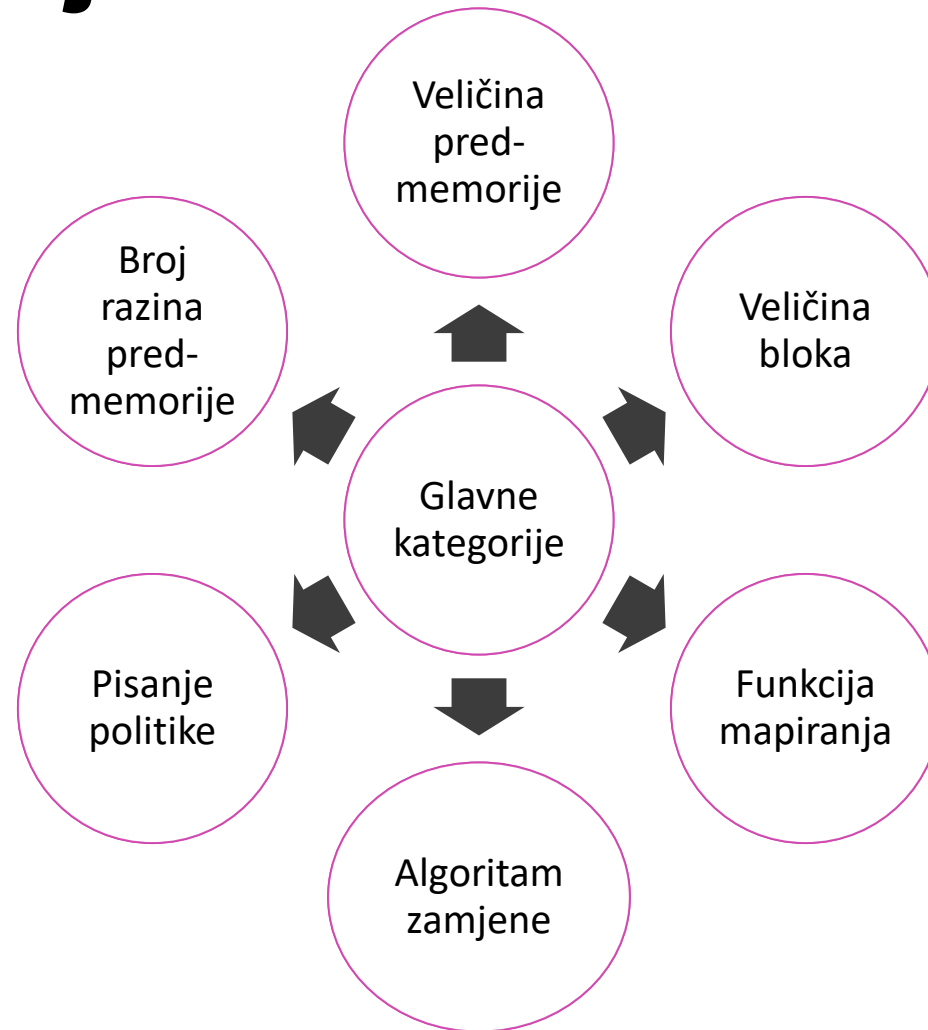 Veličina
pred-
memorije
Broj
razina
pred-
memorije
Veličina
bloka
Glavne
kategorije
Pisanje
politike
Funkcija
mapiranja
Algoritam
zamjene